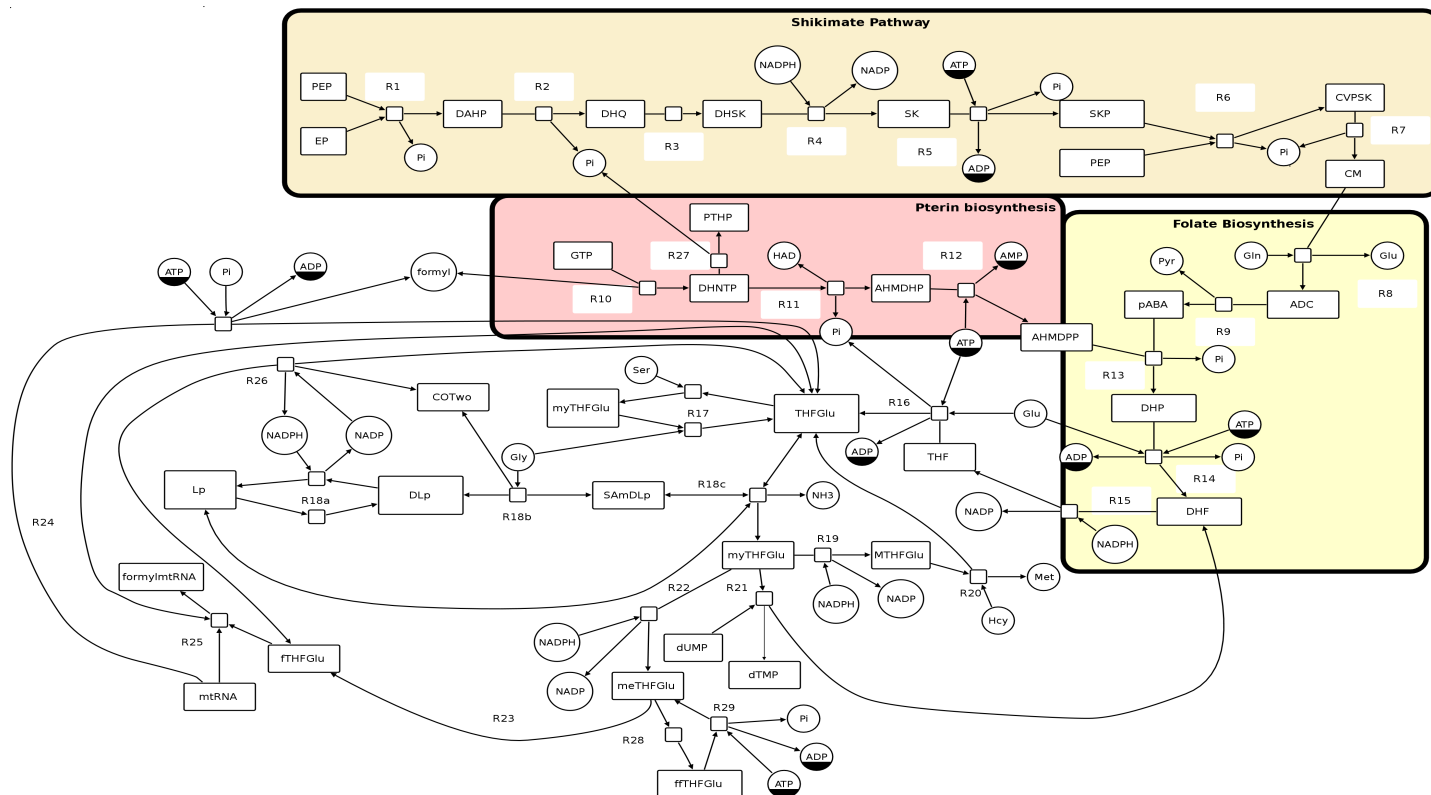 Shikimate Pathway
PEP
R1
R2
NADPH
NADP
ATP
Pi
R6
CVPSK
DAHP
DHQ
DHSK
SK
SKP
R7
EP
Pi
R3
R4
R5
ADP
Pi
PEP
Pi
CM
Pterin biosynthesis
PTHP
Folate Biosynthesis
GTP
R27
HAD
R12
AMP
Gln
Glu
Pyr
ATP
Pi
ADP
formyl
R10
DHNTP
R11
AHMDHP
pABA
ADC
R8
Pi
ATP
AHMDPP
R9
Pi
R13
R26
Ser
COTwo
myTHFGlu
R17
THFGlu
R16
Glu
DHP
NADPH
NADP
Gly
ADP
THF
ATP
ADP
Pi
R14
Lp
R18a
DLp
R18b
SAmDLp
R18c
NH3
NADP
R15
DHF
NADPH
R24
myTHFGlu
R19
MTHFGlu
formylmtRNA
R22
R21
NADPH
NADP
R20
Met
Hcy
R25
fTHFGlu
NADPH
dUMP
dTMP
mtRNA
NADP
meTHFGlu
R23
R29
Pi
R28
ADP
ffTHFGlu
ATP